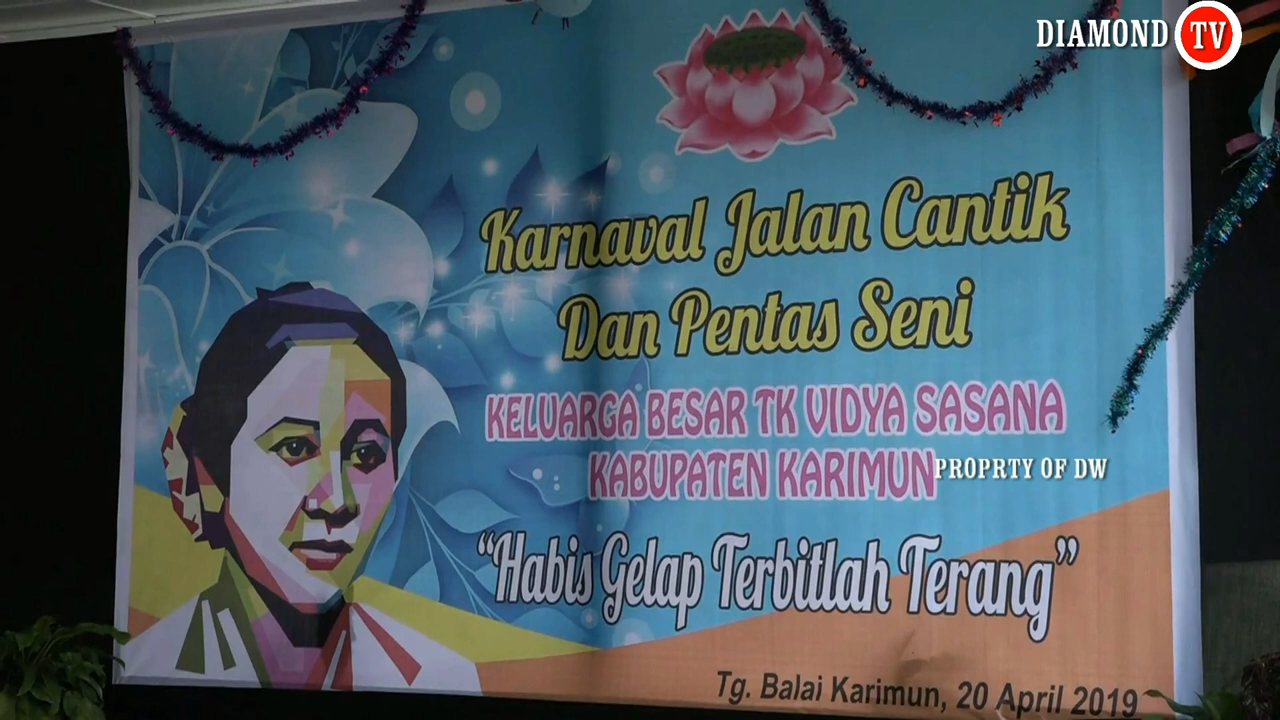 DIAMOND TV
Karnaval Jalan Cantik
Dan Pentas Seni
KELUARGA BESAR TK VIDYA SASANA
KABUPATEN KARIMUN
PROPRTY OF DW
"Habis Gelap Terbitlah Terang"
Tg. Balai Karimun, 20 April 2019